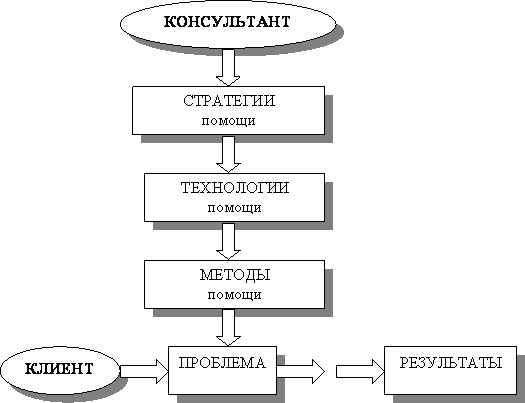 КОНСУЛЬТАНТ
СТРАТЕГИИ
помощи
ТЕХНОЛОГИИ
помощи
МЕТОДЫ
помощи
КЛИЕНТ
ПРОБЛЕМА
РЕЗУЛЬТАТЫ